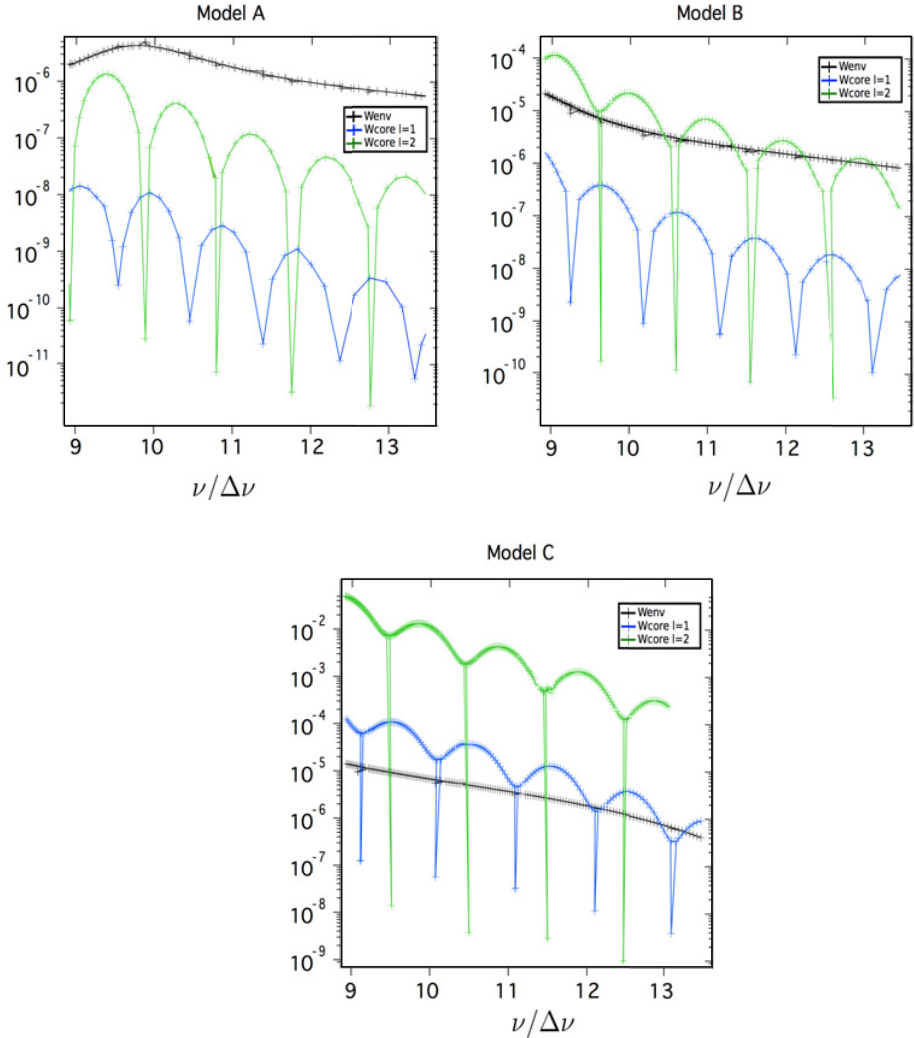 Model A
10⁻⁶
10⁻⁷
10⁻⁸
10⁻⁹
10⁻¹⁰
10⁻¹¹
Wenv
Wcore l=1
Wcore l=2
9 10 11 12 13
ν/Δν
Model B
10⁻⁴
10⁻⁵
10⁻⁶
10⁻⁷
10⁻⁸
10⁻⁹
10⁻¹⁰
Wenv
Wcore l=1
Wcore l=2
9 10 11 12 13
ν/Δν
Model C
10⁻²
10⁻³
10⁻⁴
10⁻⁵
10⁻⁶
10⁻⁷
10⁻⁸
10⁻⁹
Wenv
Wcore l=1
Wcore l=2
9 10 11 12 13
ν/Δν